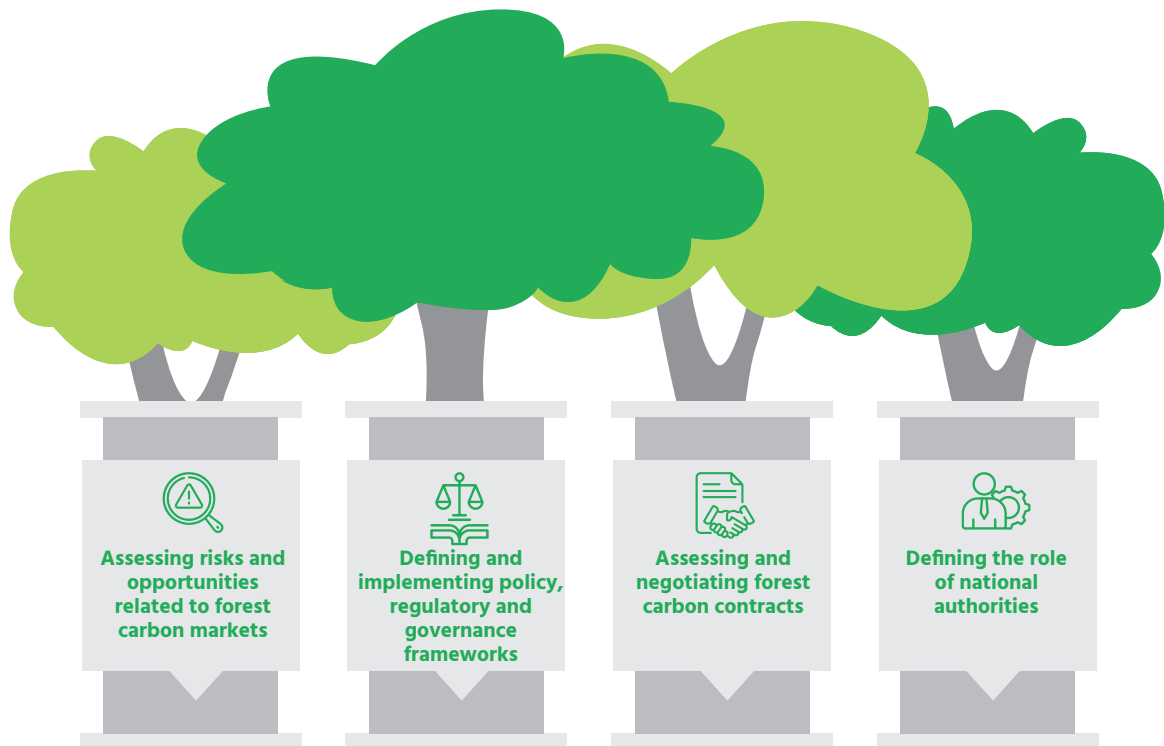 Assessing risks and
opportunities
related to forest
carbon markets
Defining and
implementing policy,
regulatory and
governance
frameworks
Assessing and
negotiating forest
carbon contracts
Defining the role
of national
authorities